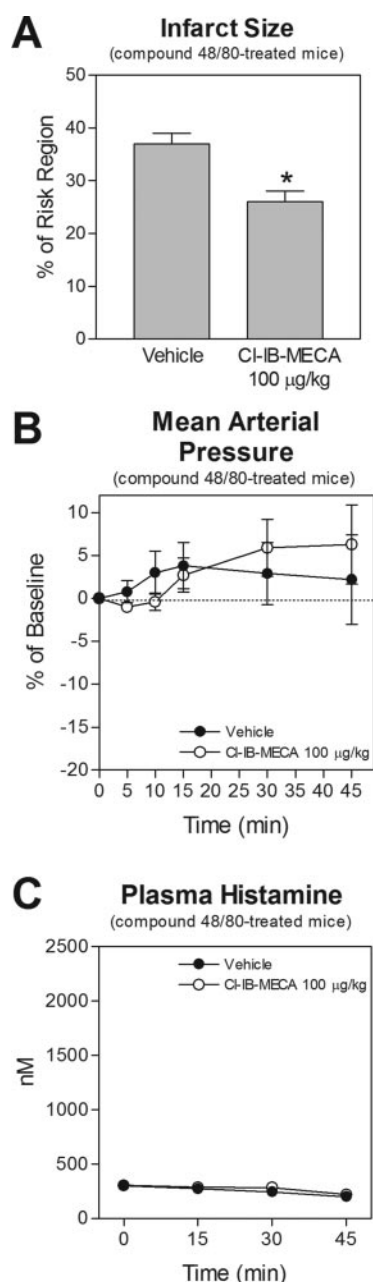 A
Infarct Size
(compound 48/80-treated mice)
% of Risk Region
50
40
30
20
10
0
*
Vehicle
Cl-IB-MECA
100 μg/kg
B
Mean Arterial
Pressure
(compound 48/80-treated mice)
% of Baseline
10
5
0
-5
-10
-15
-20
Vehicle
Cl-IB-MECA 100 μg/kg
0 5 10 15 20 25 30 35 40 45
Time (min)
C
Plasma Histamine
(compound 48/80-treated mice)
nM
2500
2000
1500
1000
500
0
Vehicle
Cl-IB-MECA 100 μg/kg
0 15 30 45
Time (min)